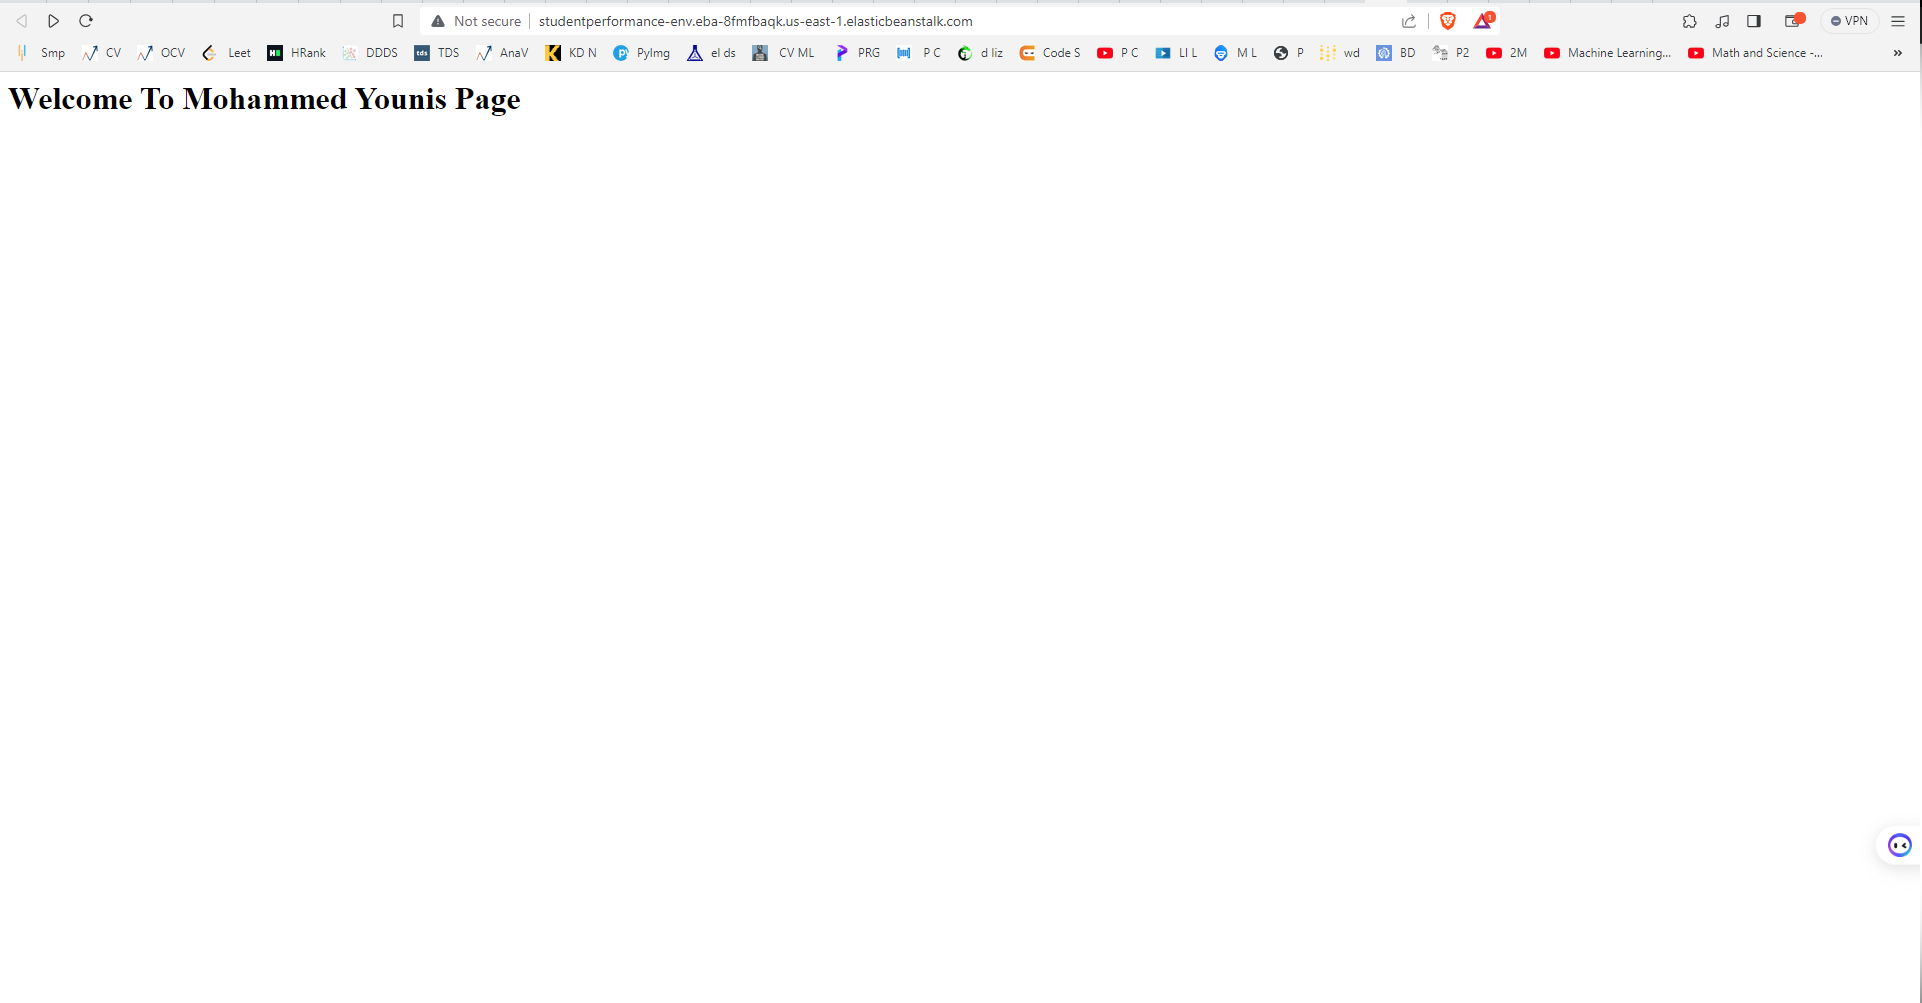 Not secure studentperformance-env.eba-8fmfbaqk.us-east-1.elasticbeanstalk.com 1 VPN
Smp CV OCV Leet HRank DDDS tds TDS AnaV KD N PyImg el ds CV ML PRG P C d liz Code S P C LI L M L P wd BD P2 2M Machine Learning... Math and Science -... »
Welcome To Mohammed Younis Page